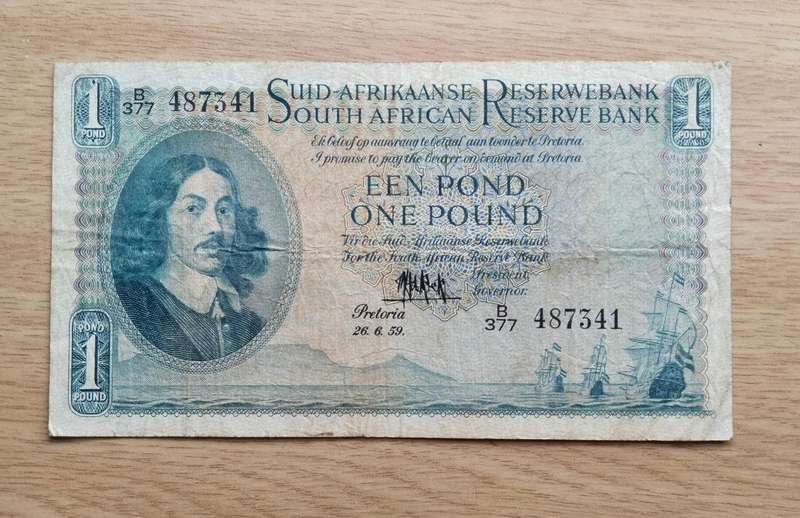 1
POND
B/377 487341
SUID-AFRIKAANSE RESERWEBANK
SOUTH AFRICAN RESERVE BANK
1
POUND
Ek beloof op aanvraag te betaal aan toonder te Pretoria
I promise to pay the bearer on demand at Pretoria
EEN POND
ONE POUND
Vir die Suid-Afrikaanse Reserwebank
For the South African Reserve Bank
President.
Governor.
Pretoria
26.6.59.
B/377 487341
POND
1
POUND